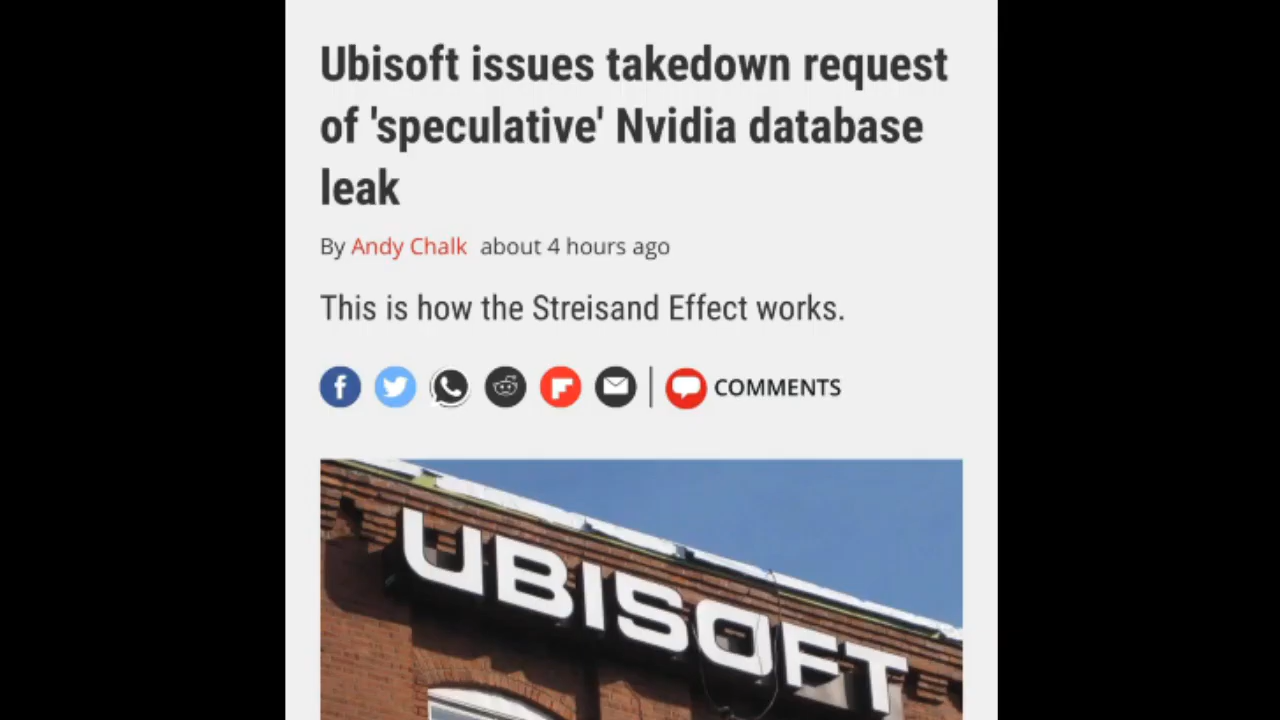 Ubisoft issues takedown request
of 'speculative' Nvidia database
leak
By Andy Chalk about 4 hours ago
This is how the Streisand Effect works.
COMMENTS
UBISOFT